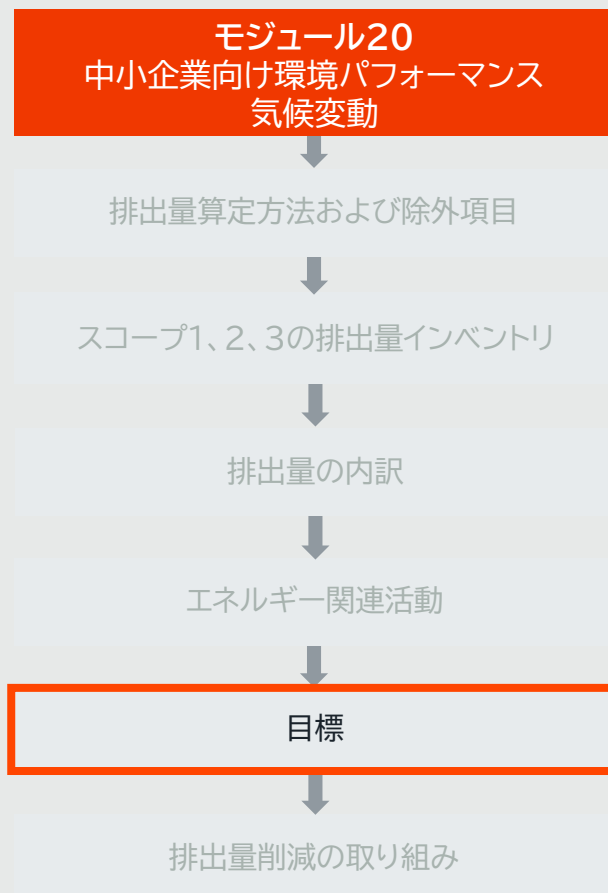 モジュール20
中小企業向け環境パフォーマンス
気候変動
排出量算定方法および除外項目
スコープ1、2、3の排出量インベントリ
排出量の内訳
エネルギー関連活動
目標
排出量削減の取り組み